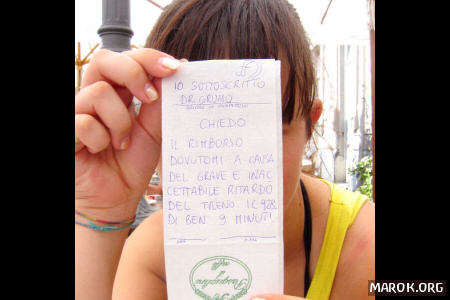 IO SOTTOSCRITTO
DR. GRUMO
CHIEDO
IL RIMBORSO
DOVUTOMI A CAUSA
DEL GRAVE E INAC
CETTABILE RITARDO
DEL TRENO IC 928
DI BEN 9 MINUTI
MAROK.ORG